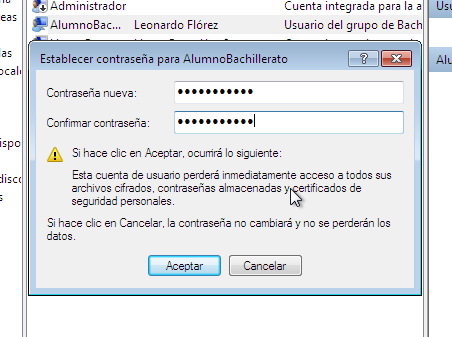 Administrador Cuenta integrada para la a
AlumnoBac... Leonardo Flórez Usuario del grupo de Bach
Establecer contraseña para AlumnoBachillerato
Contraseña nueva: ●●●●●●●●●●●
Confirmar contraseña: ●●●●●●●●●●●
Si hace clic en Aceptar, ocurrirá lo siguiente:
Esta cuenta de usuario perderá inmediatamente acceso a todos sus
archivos cifrados, contraseñas almacenadas y certificados de
seguridad personales.
Si hace clic en Cancelar, la contraseña no cambiará y no se perderán los
datos.
Aceptar Cancelar
Usu
Alu
eas
as
ocale
dispo
disco
s